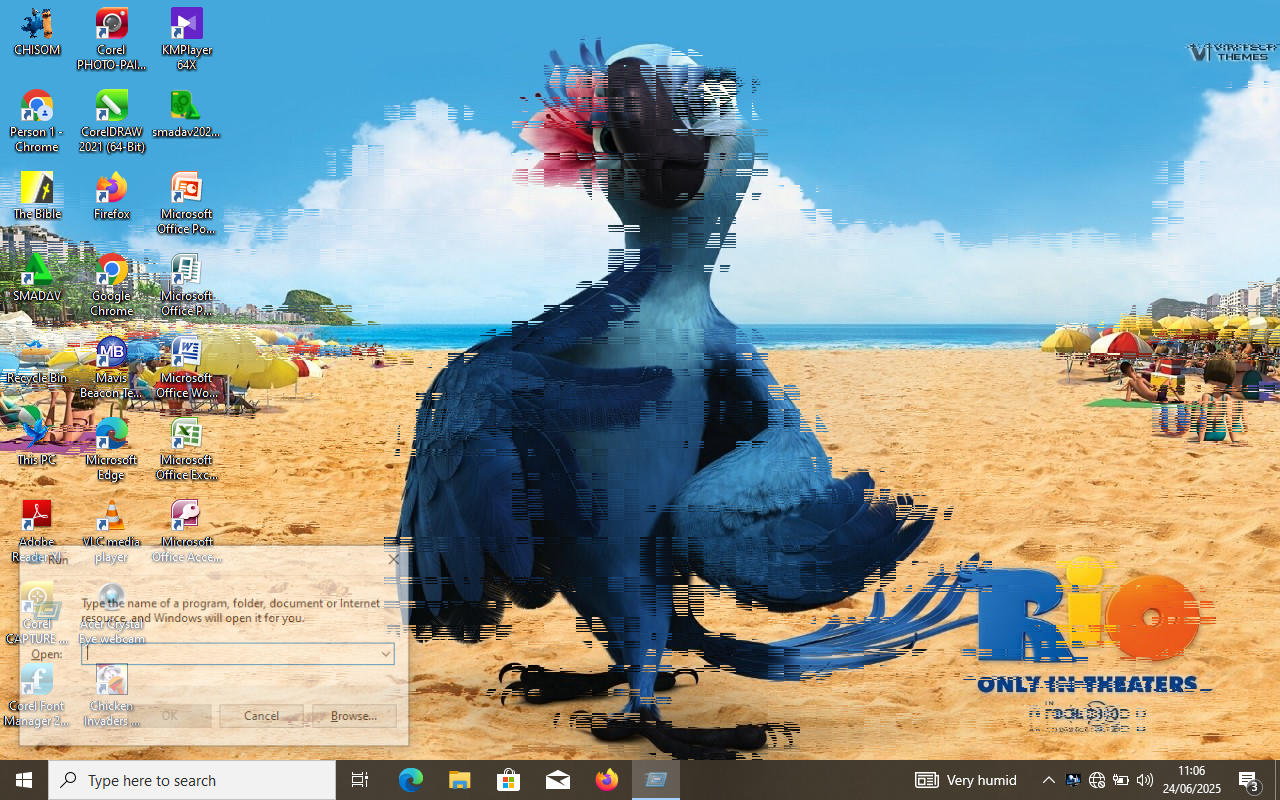 CHISOM
Corel
PHOTO-PAI...
KMPlayer
64X
Person 1 -
Chrome
CorelDRAW
2021 (64-Bit)
smadav202...
The Bible
Firefox
Microsoft
Office Po...
SMADΔV
Google
Chrome
Microsoft
Office P...
Recycle Bin
MB
Mavis
Beacon Te...
Microsoft
Office Wo...
This PC
Microsoft
Edge
Microsoft
Office Exc...
Adobe
VLC media
player
Microsoft
Office Acce...
Run
Type the name of a program, folder, document or Internet
resource, and Windows will open it for you.
Open:
OK
Cancel
Browse...
Corel
CAPTURE ...
Acer Crystal
Eye webcam
Corel Font
Manager 2...
Chicken
Invaders ...
THEMES
RiO
ONLY IN THEATERS
Type here to search
Very humid
11:06
24/06/2025
3